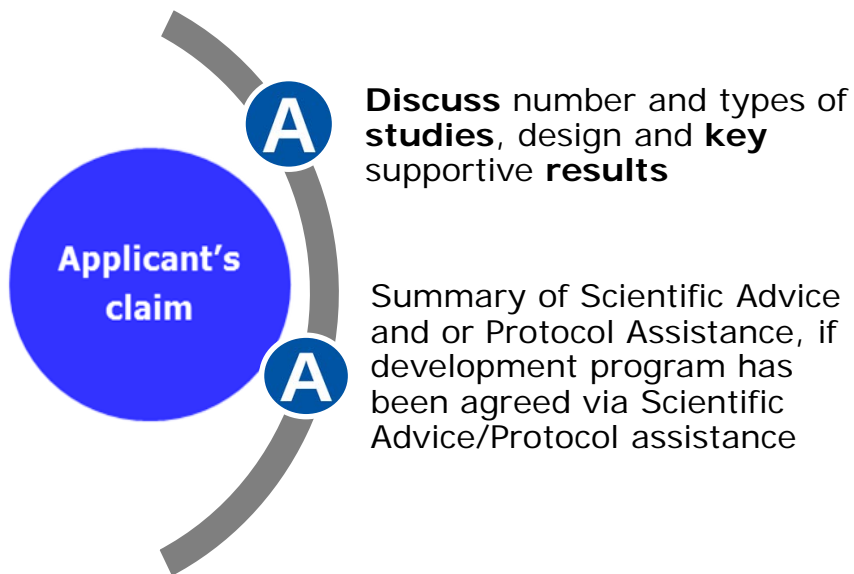 A
Discuss number and types of
studies, design and key
supportive results
Applicant's
claim
A
Summary of Scientific Advice
and or Protocol Assistance, if
development program has
been agreed via Scientific
Advice/Protocol assistance